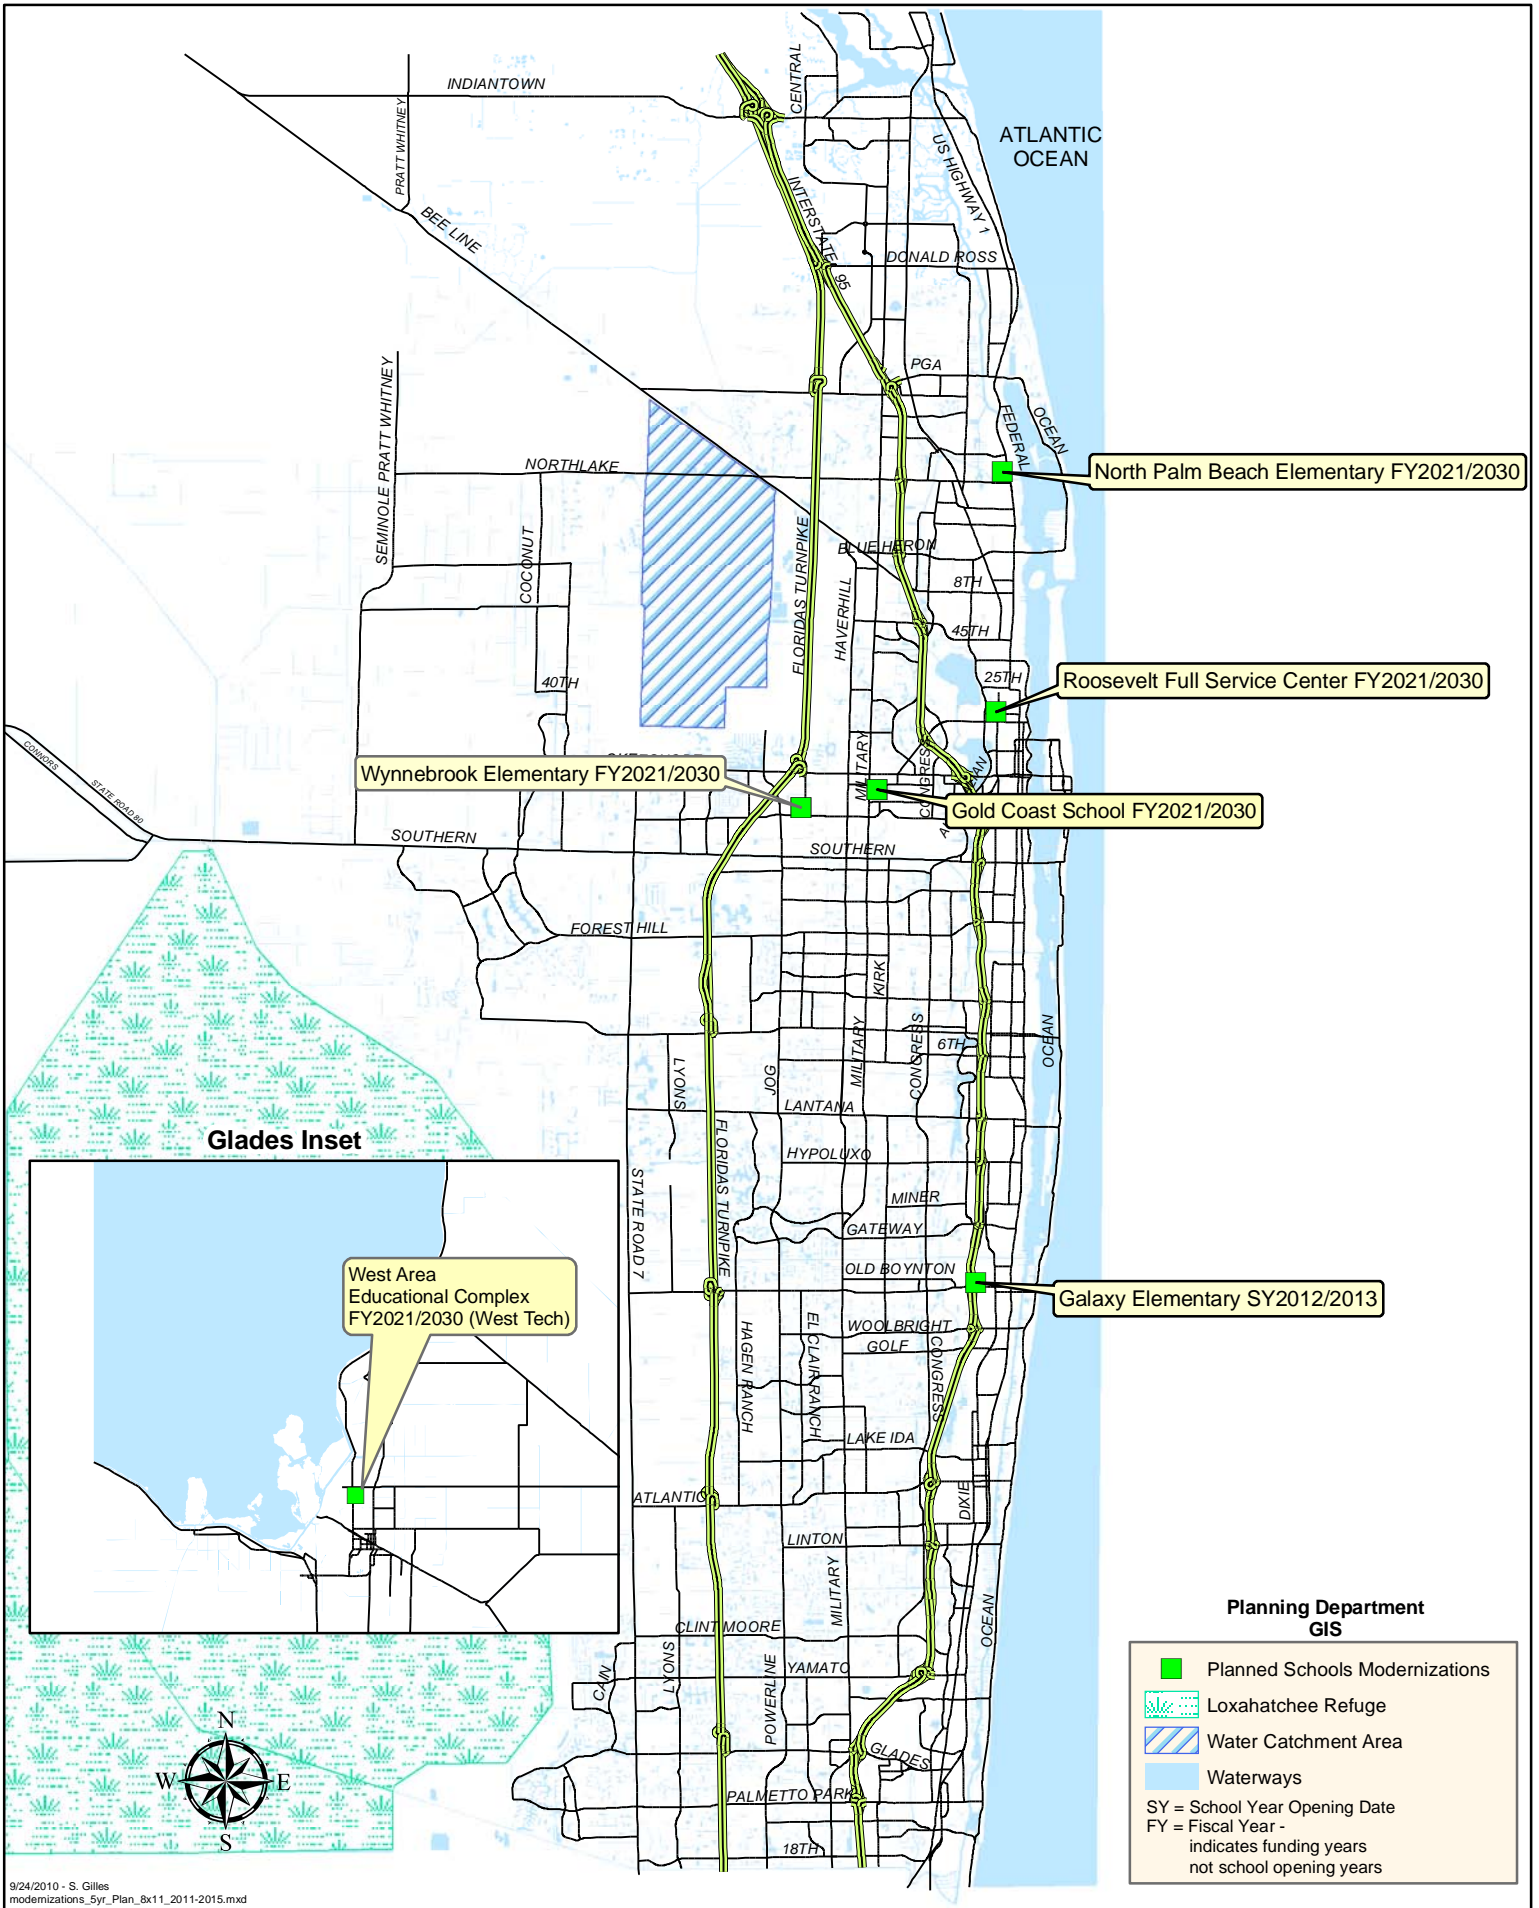 INDIANTOWN
CENTRAL
PRATT WHITNEY
ATLANTIC
OCEAN
US HIGHWAY 1
INTERSTATE 95
BEE LINE
DONALD ROSS
SEMINOLE PRATT WHITNEY
PGA
FEDERAL
OCEAN
NORTHLAKE
North Palm Beach Elementary FY2021/2030
COCONUT
FLORIDAS TURNPIKE
BLUE HERON
HAVERHILL
8TH
45TH
40TH
25TH
Roosevelt Full Service Center FY2021/2030
CONNORS
STATE ROAD 80
MILITARY
CONGRESS
Wynnebrook Elementary FY2021/2030
Gold Coast School FY2021/2030
SOUTHERN
SOUTHERN
FOREST HILL
KIRK
MILITARY
CONGRESS
6TH
OCEAN
LYONS
JOG
LANTANA
Glades Inset
FLORIDAS TURNPIKE
HYPOLUXO
STATE ROAD 7
MINER
GATEWAY
West Area
Educational Complex
FY2021/2030 (West Tech)
OLD BOYNTON
Galaxy Elementary SY2012/2013
HAGEN RANCH
EL CLAIR RANCH
WOOLBRIGHT
GOLF
CONGRESS
LAKE IDA
ATLANTIC
DIXIE
LINTON
MILITARY
OCEAN
CLINT MOORE
CAIN
LYONS
POWERLINE
YAMATO
GLADES
PALMETTO PARK
18TH
N
W
E
S
Planning Department
GIS
Planned Schools Modernizations
Loxahatchee Refuge
Water Catchment Area
Waterways
SY = School Year Opening Date
FY = Fiscal Year -
indicates funding years
not school opening years
9/24/2010 - S. Gilles
modernizations_5yr_Plan_8x11_2011-2015.mxd